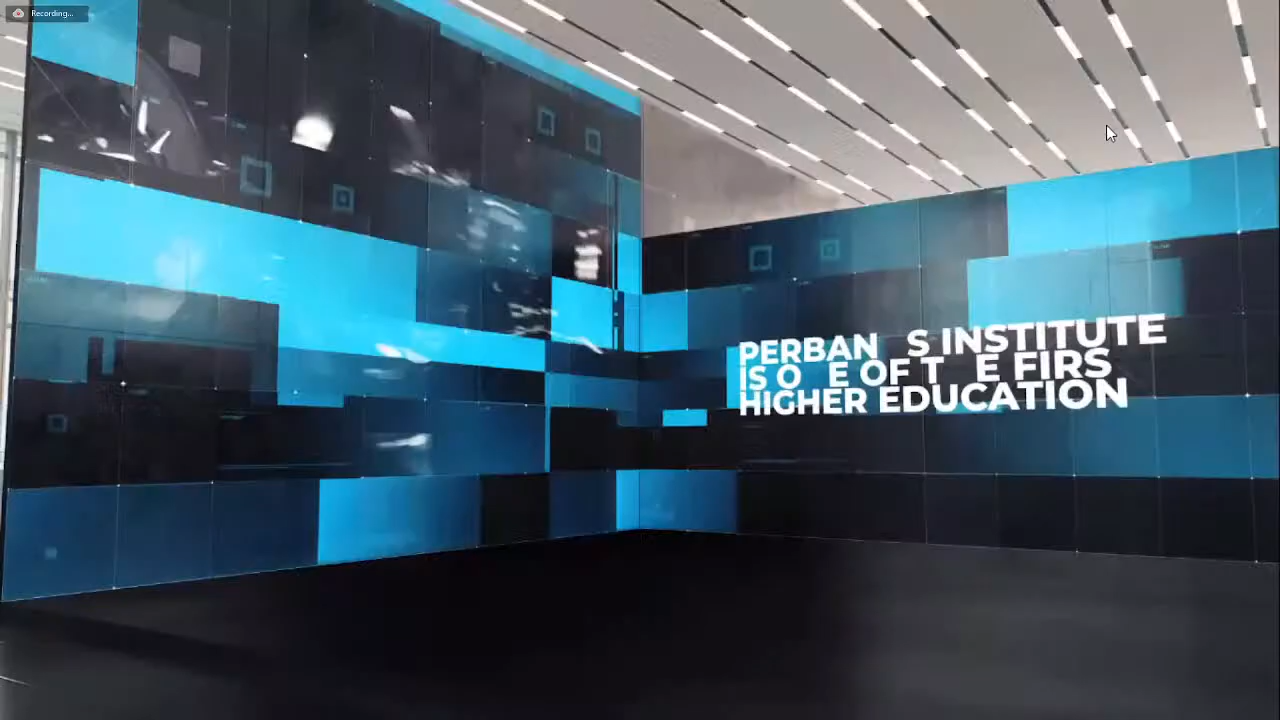 Recording...
PERBAN  S INSTITUTE
IS O  E OF T  E FIRS
HIGHER EDUCATION